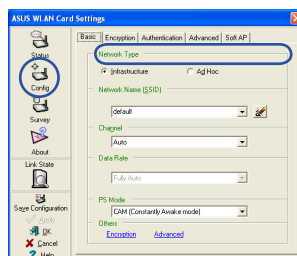 ASUS WLAN Card Settings
Status
Config
Survey
About
Link State
Save Configuration
Apply
OK
Cancel
Help
Basic Encryption Authentication Advanced Soft AP
Network Type
Infrastructure Ad Hoc
Network Name (SSID)
default
Channel
Auto
Data Rate
Fully Auto
PS Mode
CAM (Constantly Awake mode)
Others
Encryption Advanced